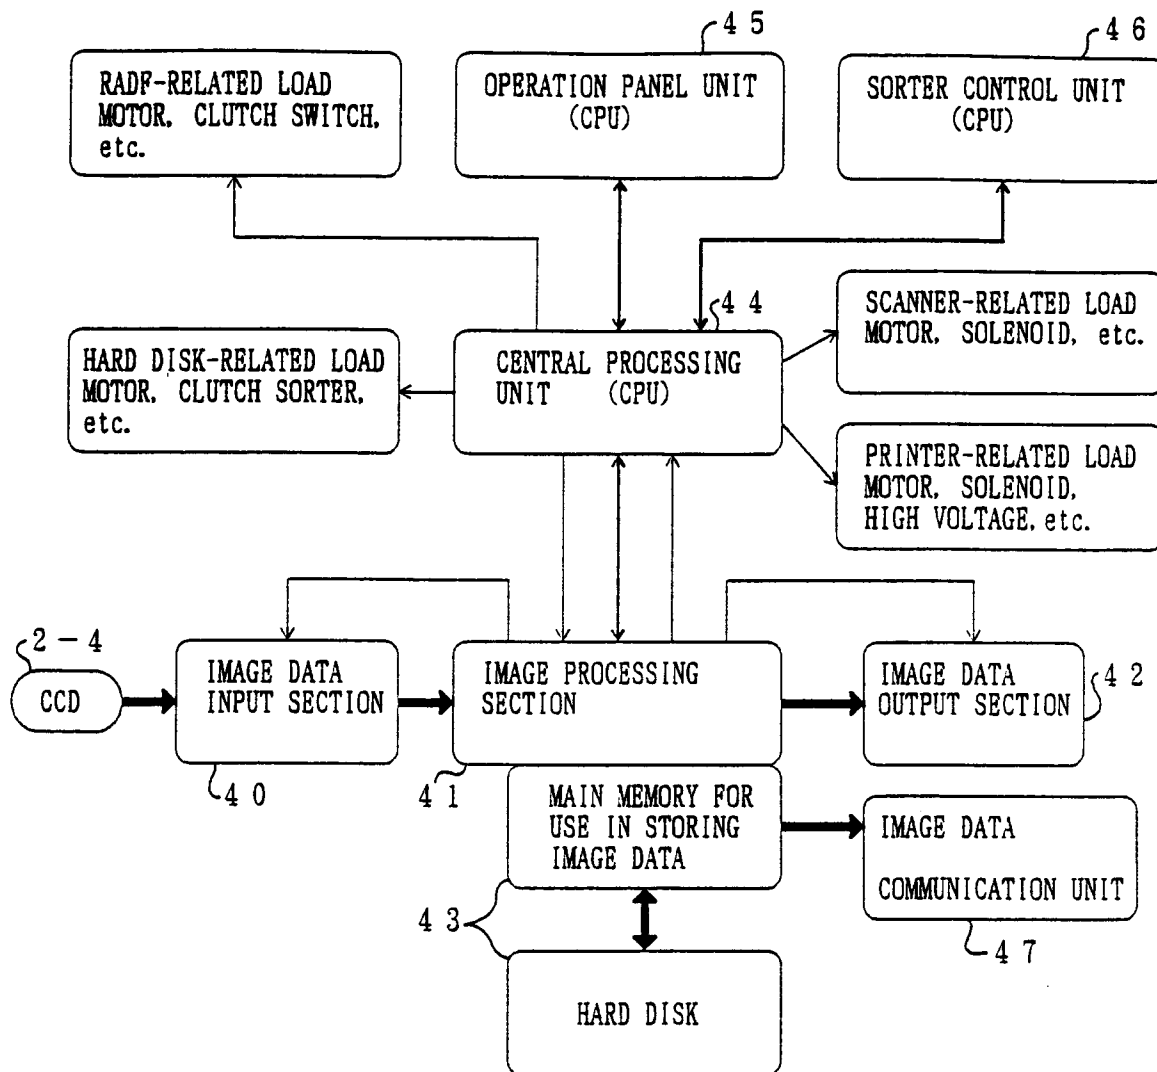 45
46
RADF-RELATED LOAD
MOTOR, CLUTCH SWITCH,
etc.
OPERATION PANEL UNIT
(CPU)
SORTER CONTROL UNIT
(CPU)
44
SCANNER-RELATED LOAD
MOTOR, SOLENOID, etc.
HARD DISK-RELATED LOAD
MOTOR, CLUTCH SORTER,
etc.
CENTRAL PROCESSING
UNIT (CPU)
PRINTER-RELATED LOAD
MOTOR, SOLENOID,
HIGH VOLTAGE, etc.
2-4
CCD
IMAGE DATA
INPUT SECTION
40
IMAGE PROCESSING
SECTION
41
IMAGE DATA
OUTPUT SECTION
42
MAIN MEMORY FOR
USE IN STORING
IMAGE DATA
IMAGE DATA
COMMUNICATION UNIT
47
43
HARD DISK